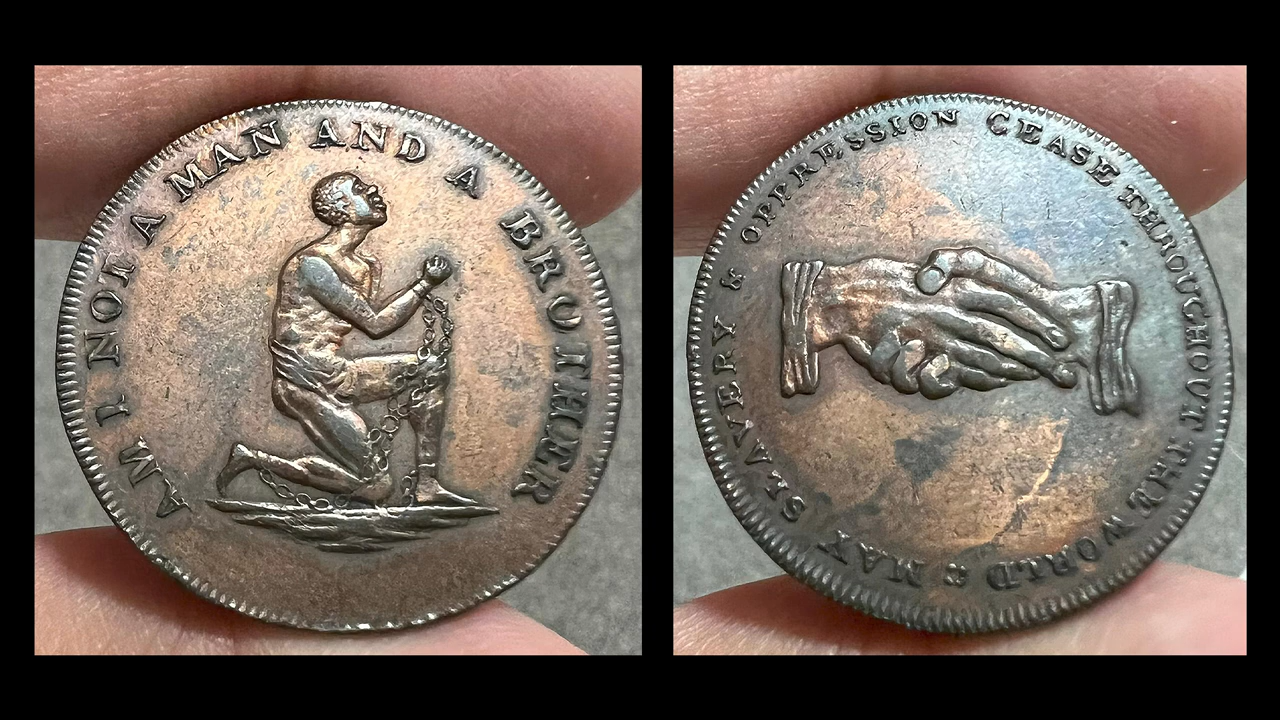 AM I NOT A MAN AND A BROTHER
MAY SLAVERY & OPPRESSION CEASE THROUGHOUT THE WORLD